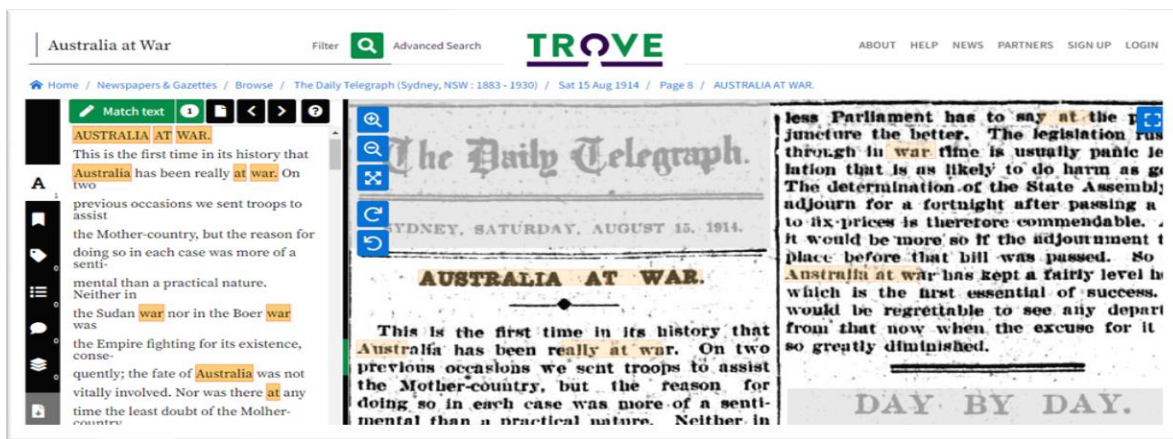 Australia at War
Filter
Advanced Search
TROVE
ABOUT HELP NEWS PARTNERS SIGN UP LOGIN
Home / Newspapers & Gazettes / Browse / The Daily Telegraph (Sydney, NSW : 1883 - 1930) / Sat 15 Aug 1914 / Page 8 / AUSTRALIA AT WAR.
Match text 1
AUSTRALIA AT WAR.
This is the first time in its history that
Australia has been really at war. On
two
previous occasions we sent troops to
assist
the Mother-country, but the reason for
doing so in each case was more of a
senti-
mental than a practical nature.
Neither in
the Sudan war nor in the Boer war
was
the Empire fighting for its existence,
conse-
quently; the fate of Australia was not
vitally involved. Nor was there at any
time the least doubt of the Molher-
country
The Daily Telegraph.
SYDNEY, SATURDAY, AUGUST 15, 1914.
AUSTRALIA AT WAR.
This is the first time in its history that
Australia has been really at war. On two
previous occasions we sent troops to assist
the Mother-country, but the reason for
doing so in each case was more of a senti-
mental than a practical nature. Neither in
less Parliament has to say at the p
juncture the better. The legislation rus
through in war time is usually panic le
lation that is as likely to do harm as go
The determination of the State Assembly
adjourn for a fortnight after passing a
to fix prices is therefore commendable.
it would be more so if the adjournment t
place before that bill was passed. So
Australia at war has kept a fairly level he
which is the first essential of success.
would be regrettable to see any depart
from that now when the excuse for it
so greatly diminished.
DAY BY DAY.